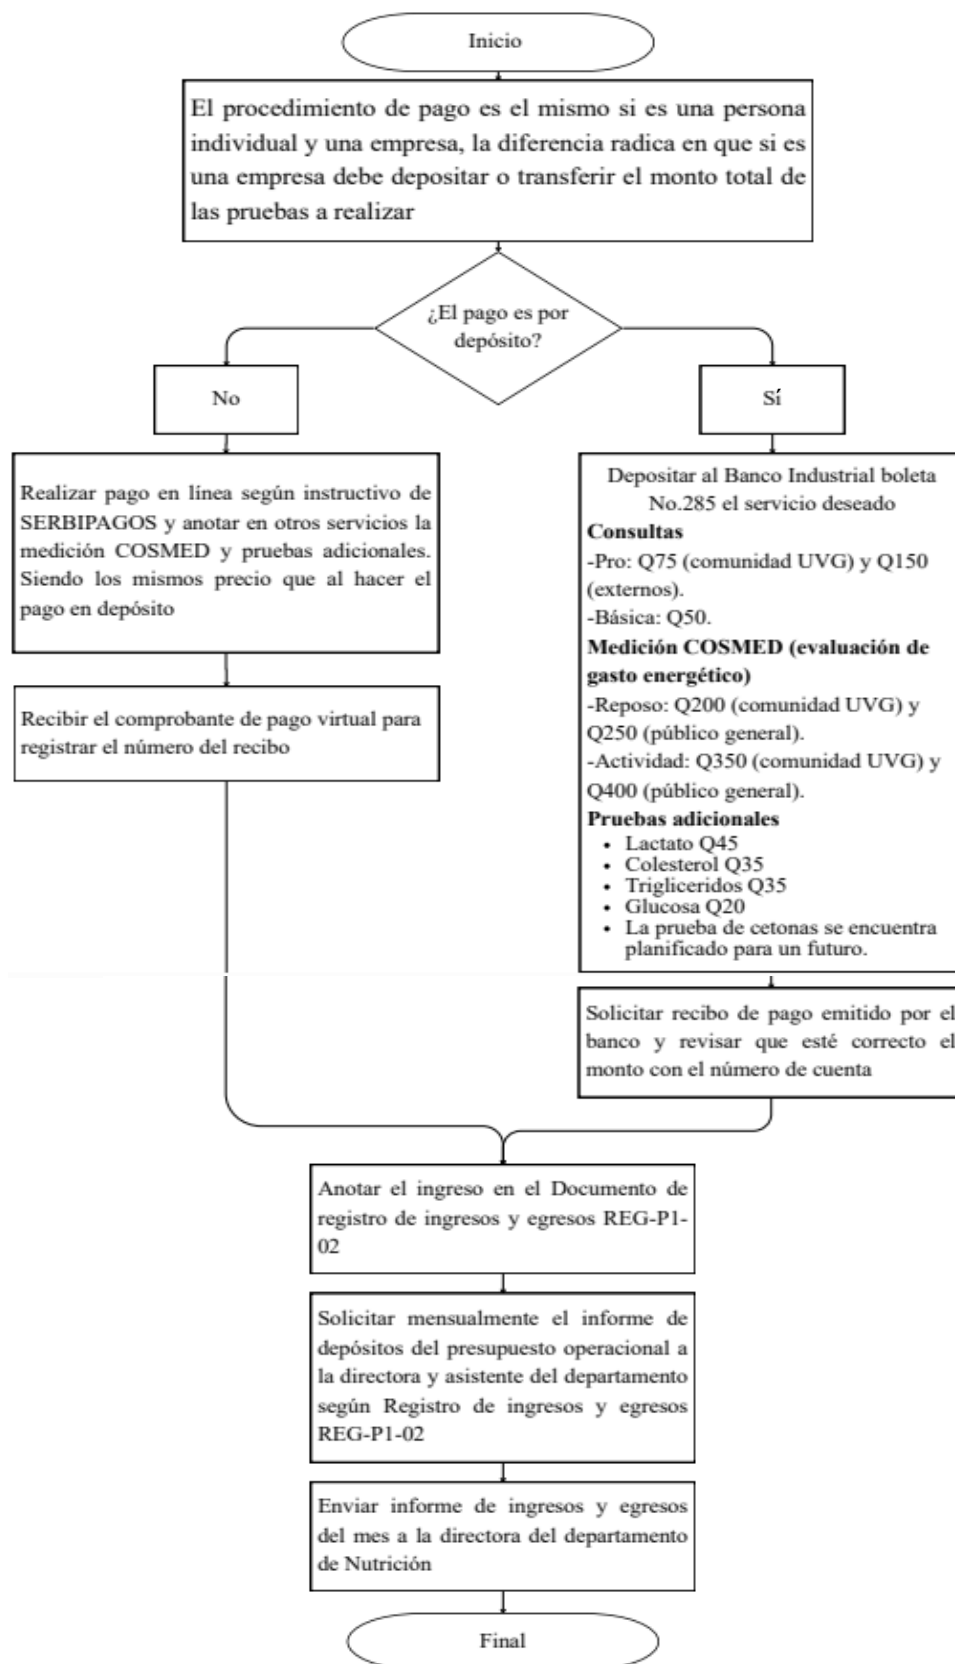 Inicio
El procedimiento de pago es el mismo si es una persona
individual y una empresa, la diferencia radica en que si es
una empresa debe depositar o transferir el monto total de
las pruebas a realizar
¿El pago es por
depósito?
No
Realizar pago en línea según instructivo de
SERBIPAGOS y anotar en otros servicios la
medición COSMED y pruebas adicionales.
Siendo los mismos precio que al hacer el
pago en depósito
Recibir el comprobante de pago virtual para
registrar el número del recibo
Sí
Depositar al Banco Industrial boleta
No.285 el servicio deseado
Consultas
-Pro: Q75 (comunidad UVG) y Q150
(externos).
-Básica: Q50.
Medición COSMED (evaluación de
gasto energético)
-Reposo: Q200 (comunidad UVG) y
Q250 (público general).
-Actividad: Q350 (comunidad UVG) y
Q400 (público general).
Pruebas adicionales
• Lactato Q45
• Colesterol Q35
• Trigliceridos Q35
• Glucosa Q20
• La prueba de cetonas se encuentra
planificado para un futuro.
Solicitar recibo de pago emitido por el
banco y revisar que esté correcto el
monto con el número de cuenta
Anotar el ingreso en el Documento de
registro de ingresos y egresos REG-P1-
02
Solicitar mensualmente el informe de
depósitos del presupuesto operacional a
la directora y asistente del departamento
según Registro de ingresos y egresos
REG-P1-02
Enviar informe de ingresos y egresos
del mes a la directora del departamento
de Nutrición
Final